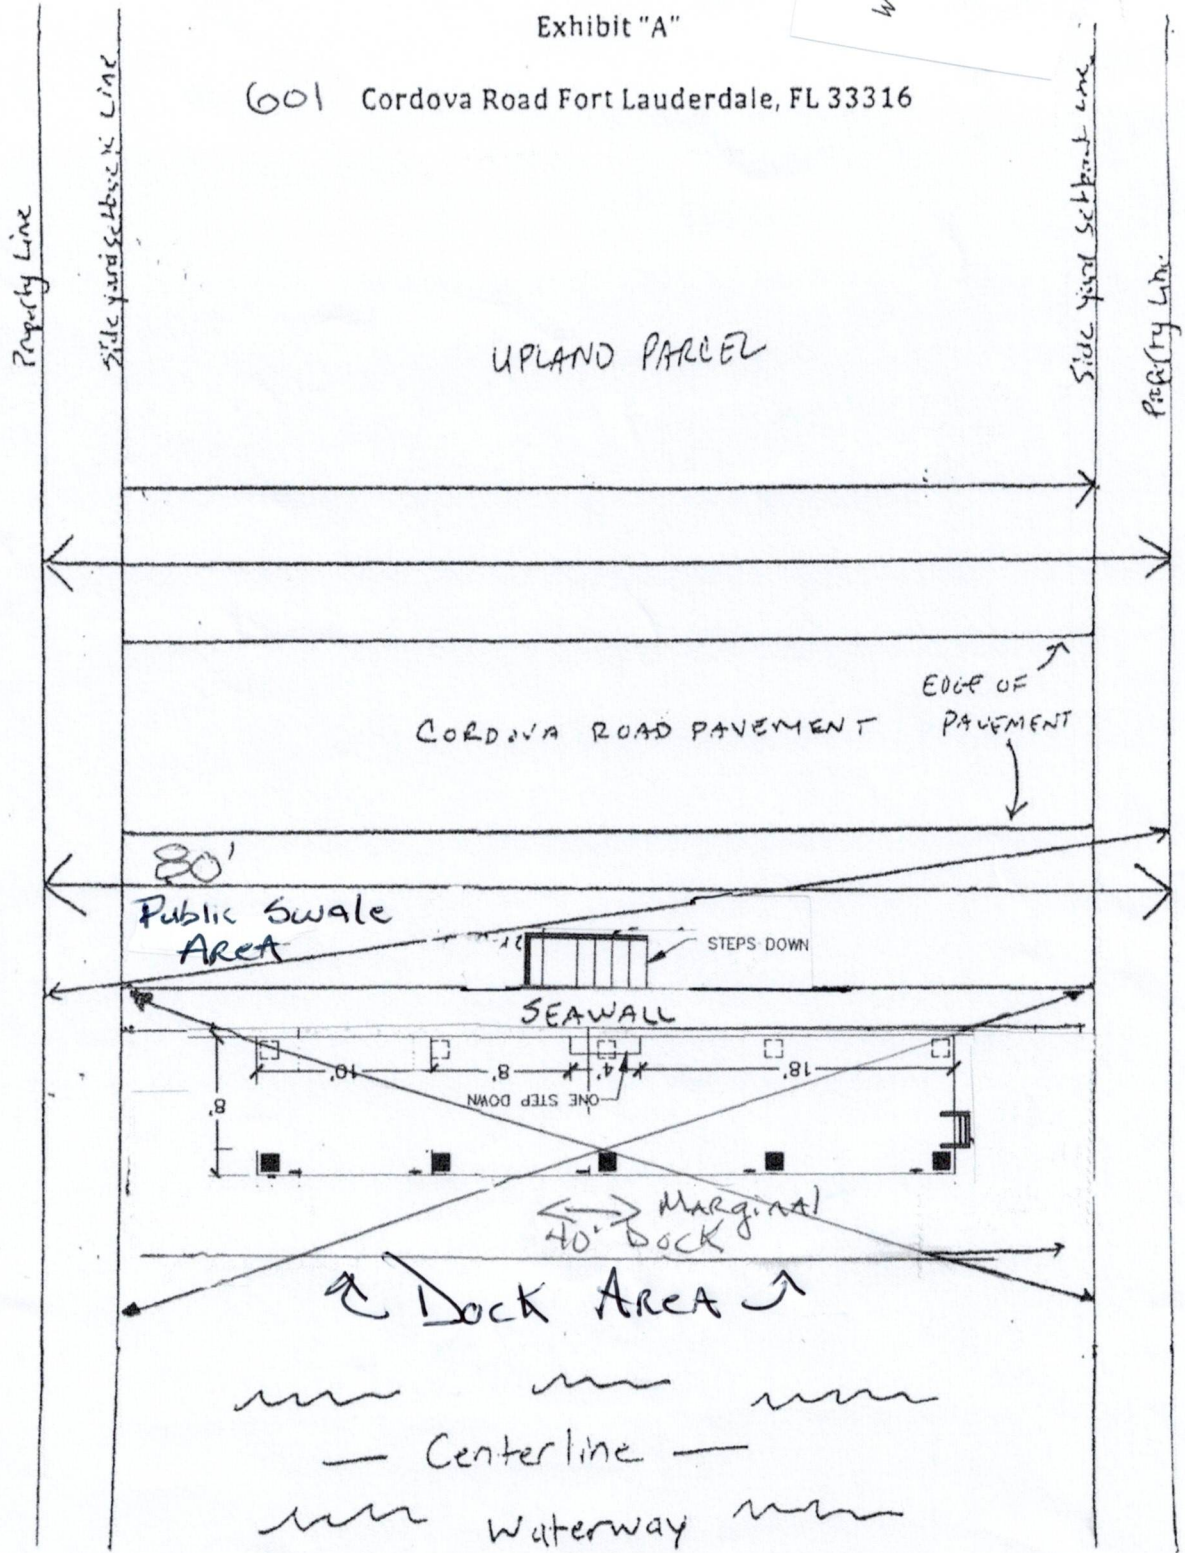 Exhibit "A"
601 Cordova Road Fort Lauderdale, FL 33316
Property Line
Side yard setback Line
Side yard setback Line
Property Line
UPLAND PARCEL
EDGE OF
PAVEMENT
CORDOVA ROAD PAVEMENT
80'
Public Swale
Area
STEPS DOWN
SEAWALL
10'
8'
4'
18'
ONE STEP DOWN
8'
Marginal
40' Dock
Dock Area
Centerline
Waterway